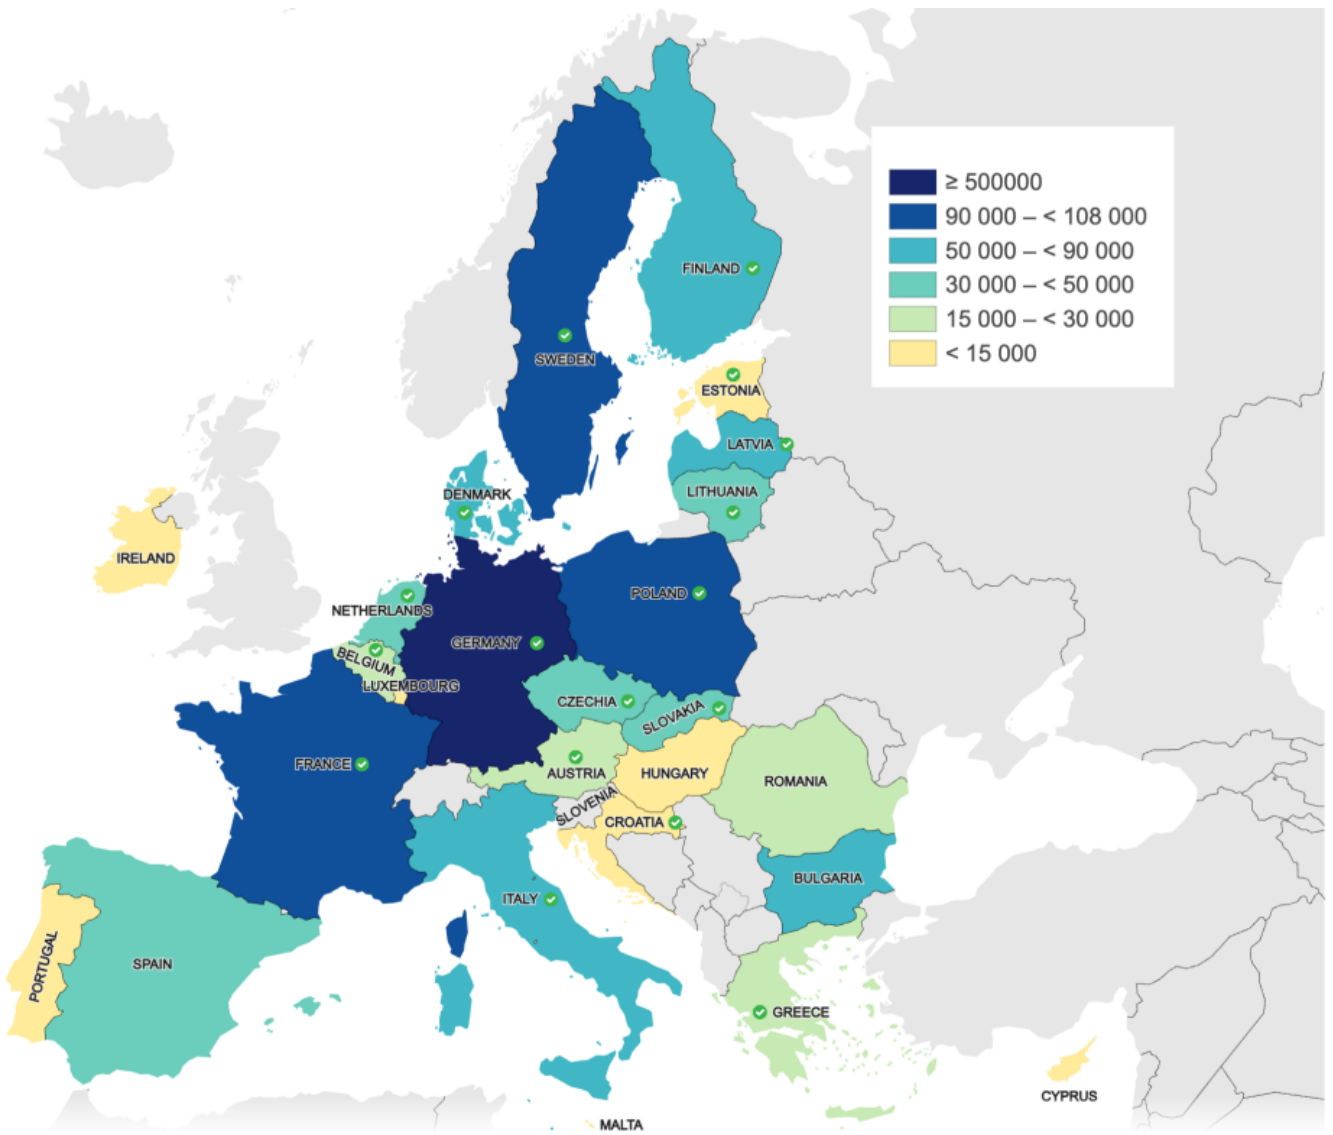 ≥ 500000
90 000 – < 108 000
50 000 – < 90 000
30 000 – < 50 000
15 000 – < 30 000
< 15 000
FINLAND
SWEDEN
ESTONIA
LATVIA
LITHUANIA
DENMARK
IRELAND
POLAND
NETHERLANDS
GERMANY
BELGIUM
LUXEMBOURG
CZECHIA
SLOVAKIA
FRANCE
AUSTRIA
HUNGARY
ROMANIA
SLOVENIA
CROATIA
BULGARIA
ITALY
PORTUGAL
SPAIN
GREECE
CYPRUS
MALTA